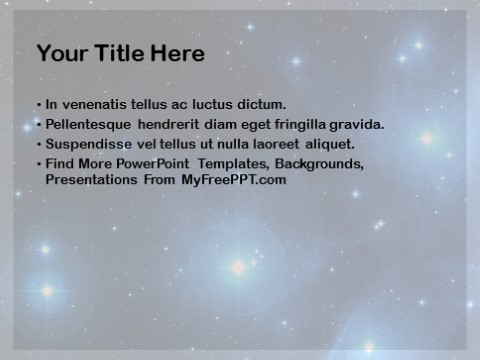 Your Title Here
• In venenatis tellus ac luctus dictum.
• Pellentesque hendrerit diam eget fringilla gravida.
• Suspendisse vel tellus ut nulla laoreet aliquet.
• Find More PowerPoint Templates, Backgrounds,
Presentations From MyFreePPT.com